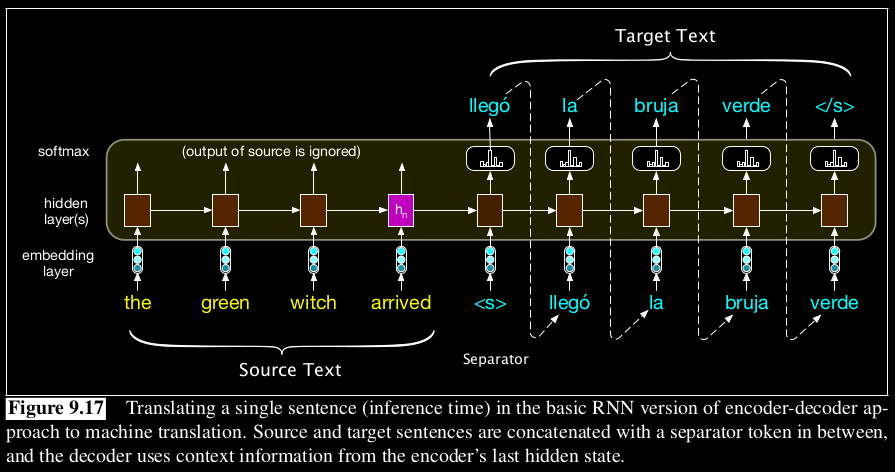 Target Text
llegó la bruja verde </s>
softmax (output of source is ignored)
hidden
layer(s)
hn
embedding
layer
the green witch arrived <s> llegó la bruja verde
Separator
Source Text
Figure 9.17 Translating a single sentence (inference time) in the basic RNN version of encoder-decoder ap-
proach to machine translation. Source and target sentences are concatenated with a separator token in between,
and the decoder uses context information from the encoder's last hidden state.